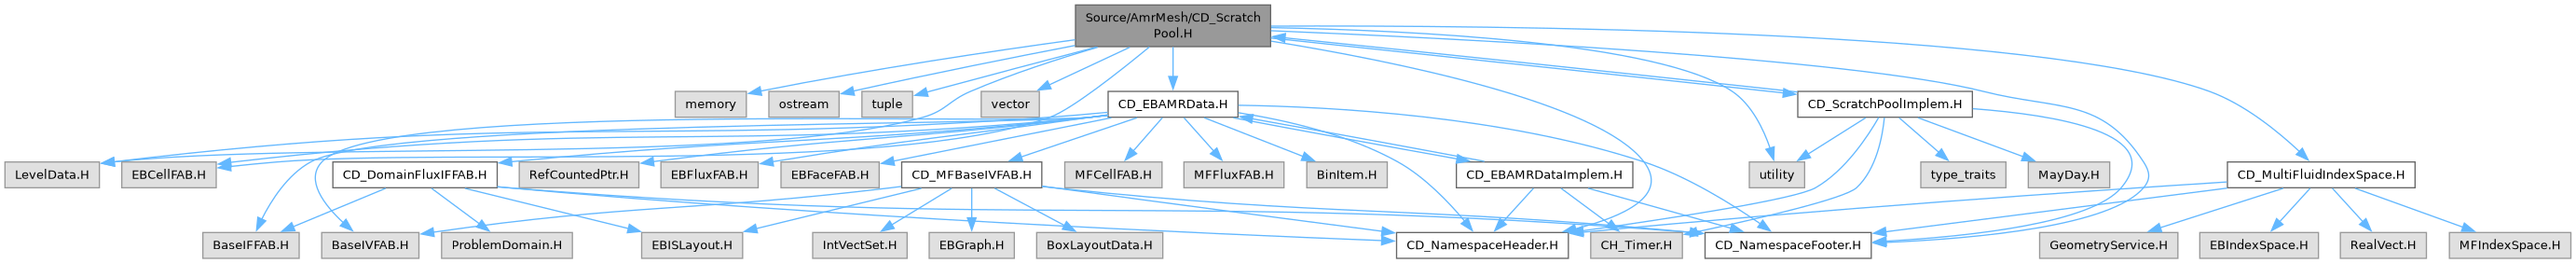 Source/AmrMesh/CD_Scratch
Pool.H
memory
ostream
tuple
vector
CD_EBAMRData.H
CD_ScratchPoolImplem.H
LevelData.H
EBCellFAB.H
CD_DomainFluxIFFAB.H
RefCountedPtr.H
EBFluxFAB.H
EBFaceFAB.H
CD_MFBaseIVFAB.H
MFCellFAB.H
MFFluxFAB.H
BinItem.H
CD_EBAMRDataImplem.H
utility
type_traits
MayDay.H
CD_MultiFluidIndexSpace.H
BaseIFFAB.H
BaseIVFAB.H
ProblemDomain.H
EBISLayout.H
IntVectSet.H
EBGraph.H
BoxLayoutData.H
CD_NamespaceHeader.H
CH_Timer.H
CD_NamespaceFooter.H
GeometryService.H
EBIndexSpace.H
RealVect.H
MFIndexSpace.H